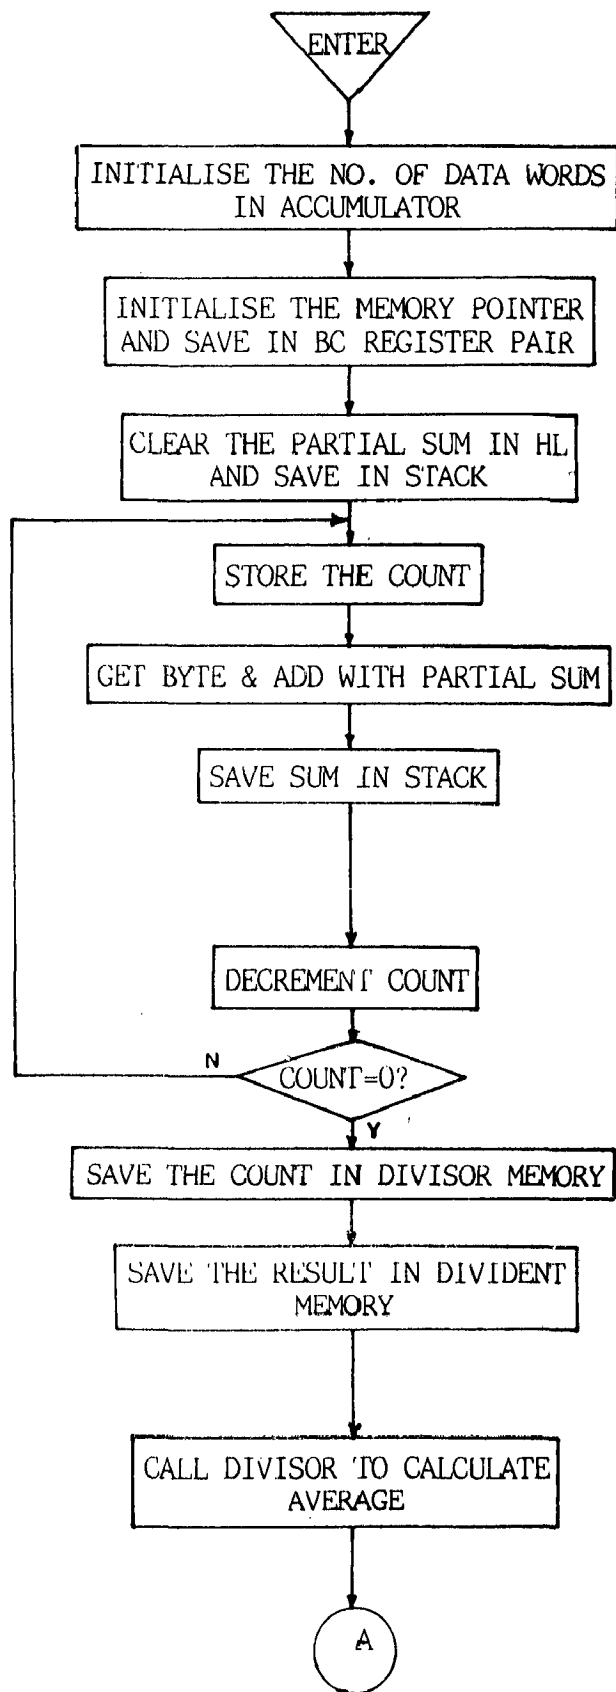 ENTER
INITIALISE THE NO. OF DATA WORDS
IN ACCUMULATOR
INITIALISE THE MEMORY POINTER
AND SAVE IN BC REGISTER PAIR
CLEAR THE PARTIAL SUM IN HL
AND SAVE IN STACK
STORE THE COUNT
GET BYTE & ADD WITH PARTIAL SUM
SAVE SUM IN STACK
DECREMENT COUNT
N
COUNT=0?
Y
SAVE THE COUNT IN DIVISOR MEMORY
SAVE THE RESULT IN DIVIDENT
MEMORY
CALL DIVISOR TO CALCULATE
AVERAGE
A